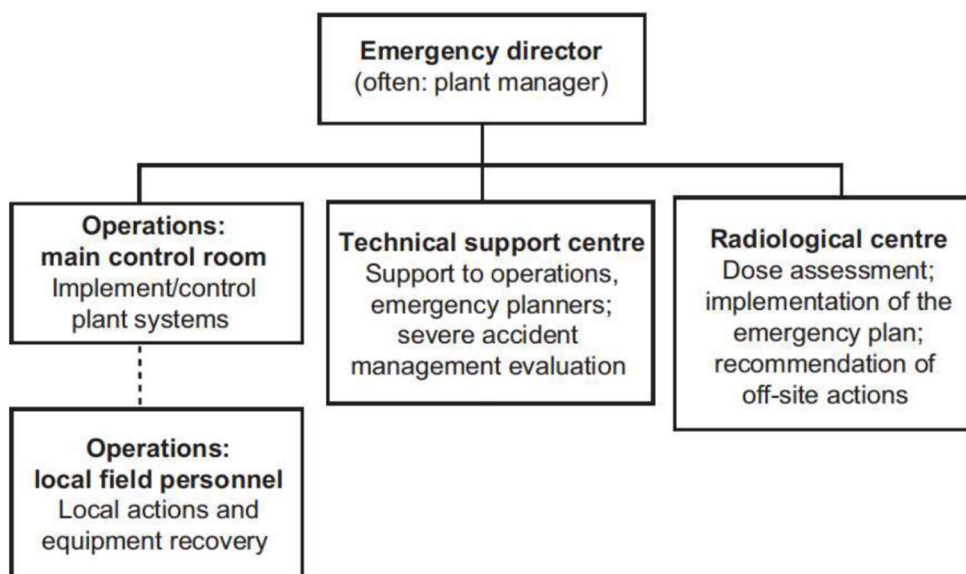 Emergency director
(often: plant manager)
Operations:
main control room
Implement/control
plant systems
Technical support centre
Support to operations,
emergency planners;
severe accident
management evaluation
Radiological centre
Dose assessment;
implementation of the
emergency plan;
recommendation of
off-site actions
Operations:
local field personnel
Local actions and
equipment recovery